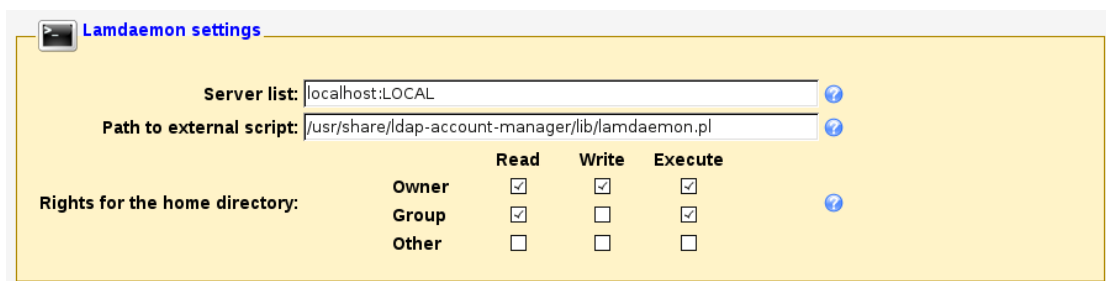 Lamdaemon settings
Server list: localhost:LOCAL
Path to external script: /usr/share/ldap-account-manager/lib/lamdaemon.pl
Read Write Execute
Owner
Rights for the home directory:
Group
Other